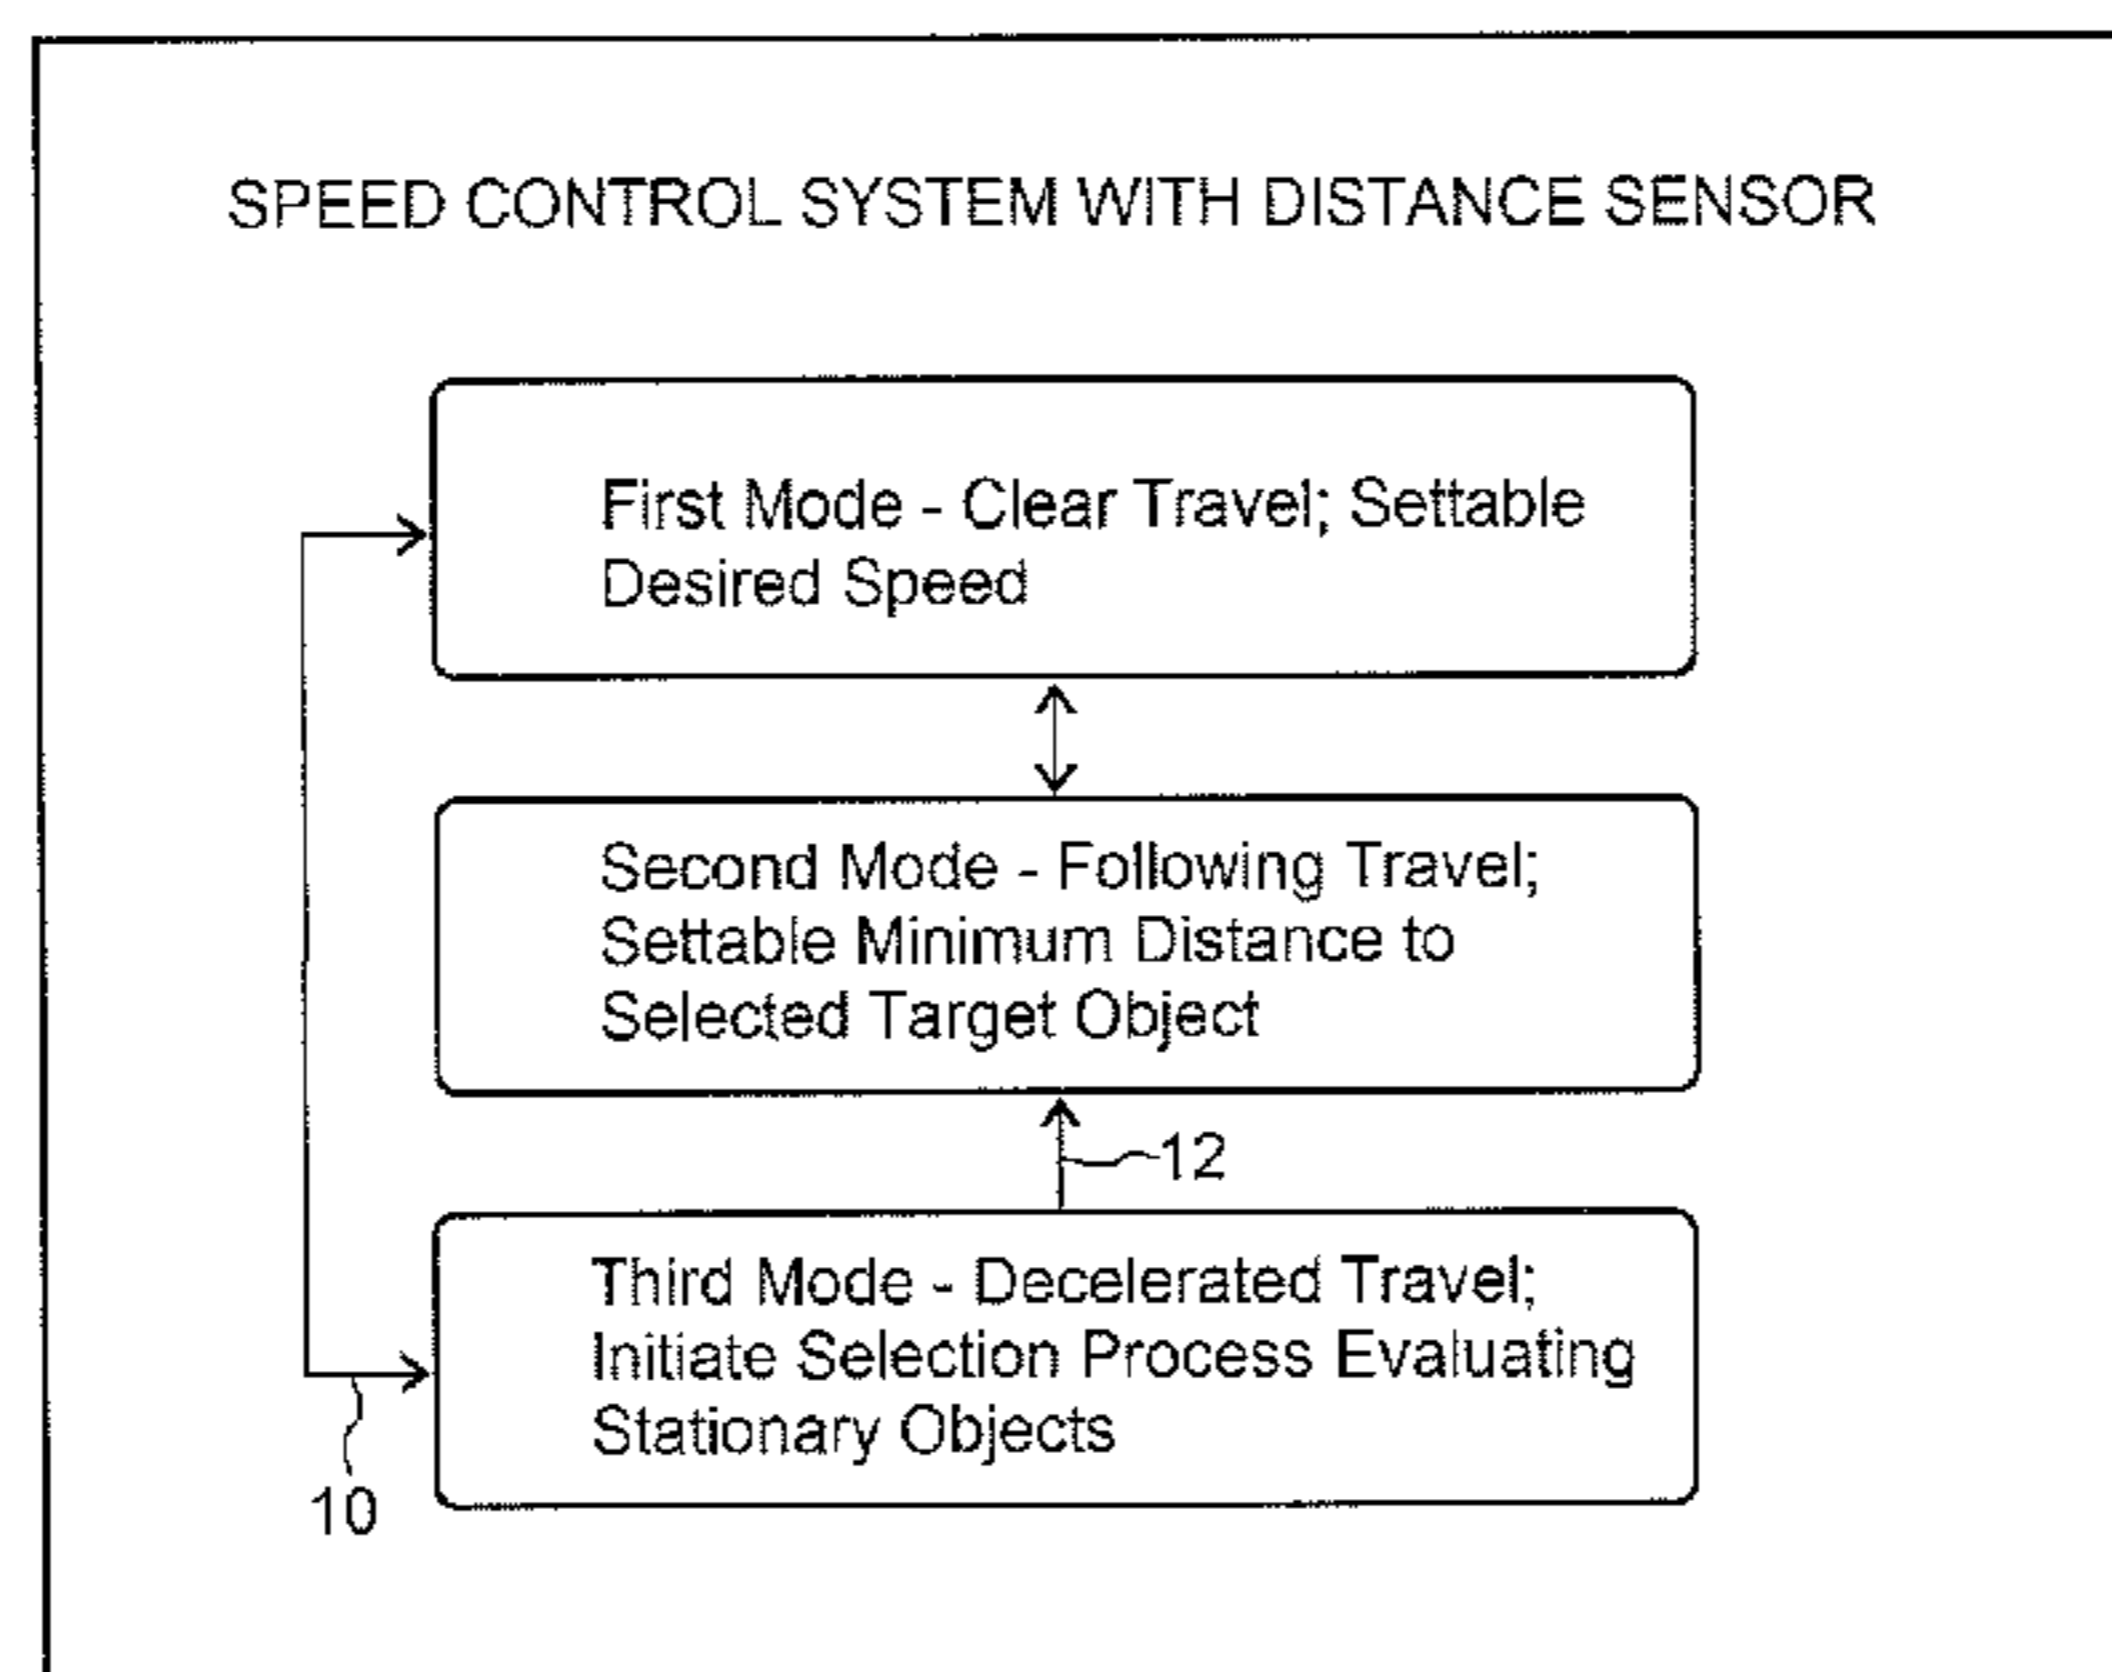 SPEED CONTROL SYSTEM WITH DISTANCE SENSOR
First Mode - Clear Travel; Settable
Desired Speed
Second Mode - Following Travel;
Settable Minimum Distance to
Selected Target Object
12
Third Mode - Decelerated Travel;
Initiate Selection Process Evaluating
Stationary Objects
10